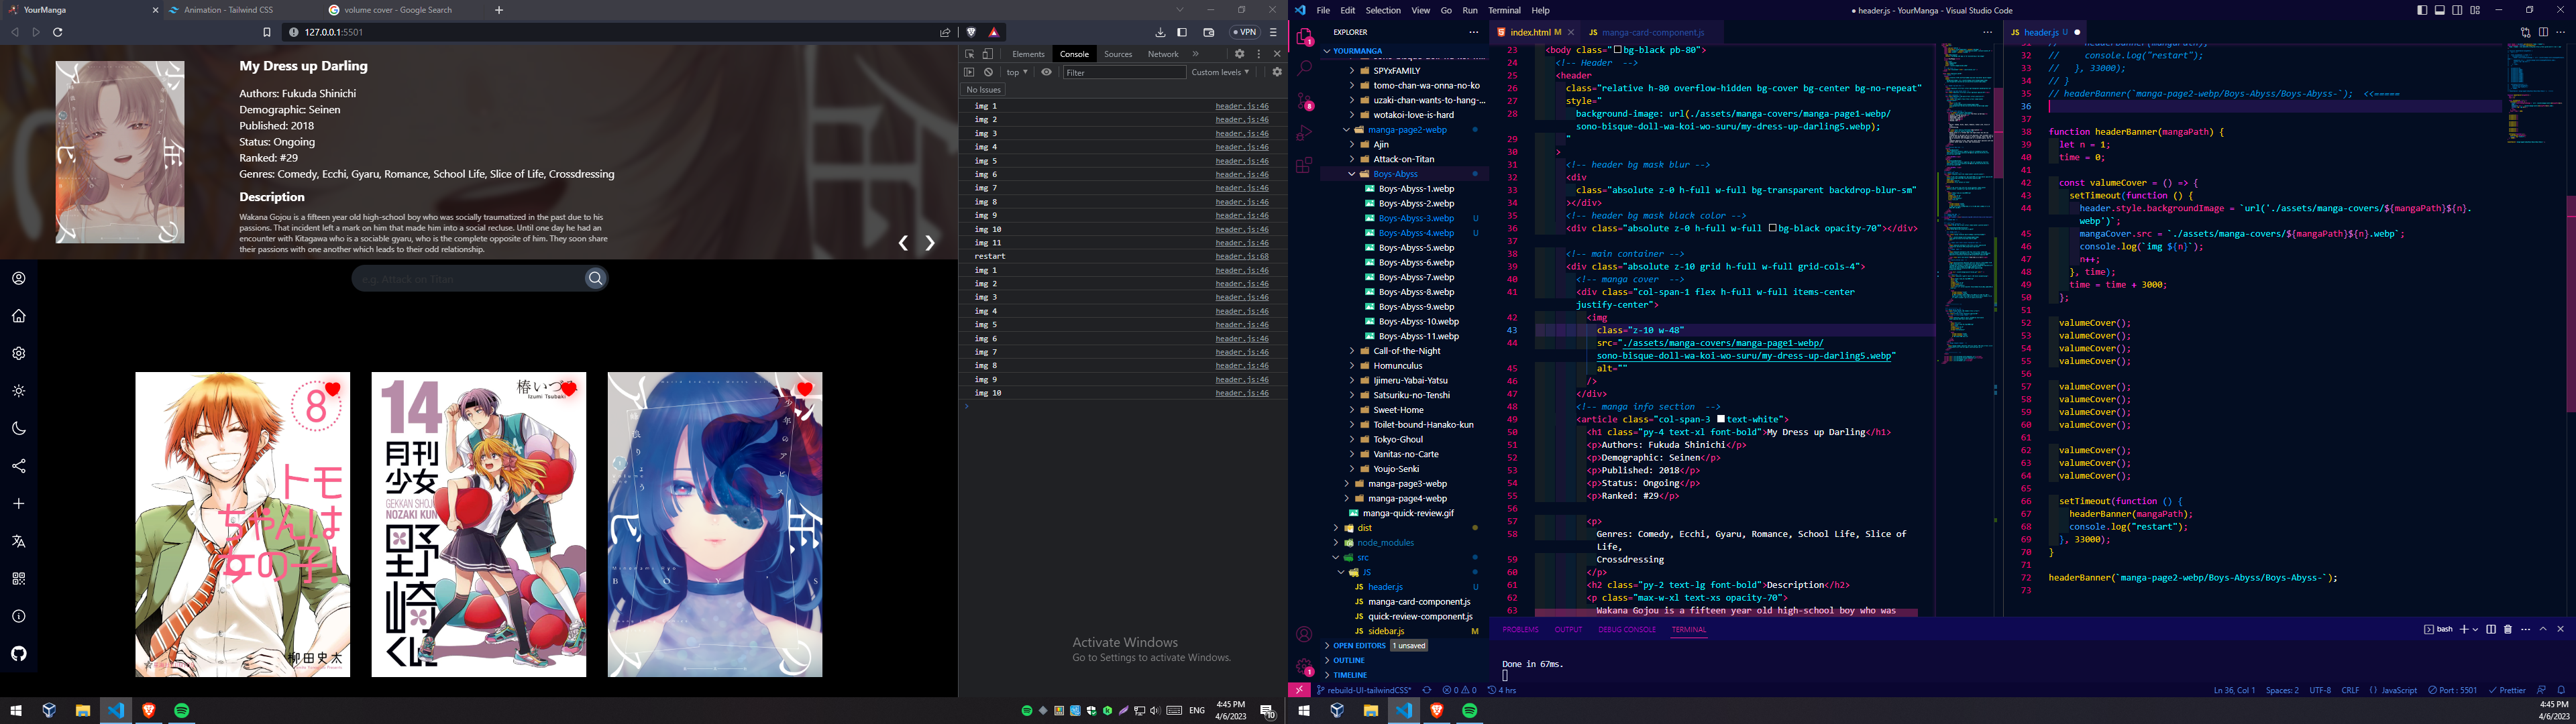 YourManga
Animation - Tailwind CSS
volume cover - Google Search
127.0.0.1:5501
VPN
My Dress up Darling
Authors: Fukuda Shinichi
Demographic: Seinen
Published: 2018
Status: Ongoing
Ranked: #29
Genres: Comedy, Ecchi, Gyaru, Romance, School Life, Slice of Life, Crossdressing
Description
Wakana Gojou is a fifteen year old high-school boy who was socially traumatized in the past due to his
passions. That incident left a mark on him that made him into a social recluse. Until one day he had an
encounter with Kitagawa who is a sociable gyaru, who is the complete opposite of him. They soon share
their passions with one another which leads to their odd relationship.
e.g. Attack on Titan
8
トモ
ちゃんは
女の子!
柳田史太
14
月刊
少女
GEKKAN SHOJO
NOZAKI KUN
野
崎
くん
椿いづみ
Izumi Tsubaki
Elements
Console
Sources
Network
top
Filter
Custom levels
No Issues
img 1 header.js:46
img 2 header.js:46
img 3 header.js:46
img 4 header.js:46
img 5 header.js:46
img 6 header.js:46
img 7 header.js:46
img 8 header.js:46
img 9 header.js:46
img 10 header.js:46
img 11 header.js:46
restart header.js:68
img 1 header.js:46
img 2 header.js:46
img 3 header.js:46
img 4 header.js:46
img 5 header.js:46
img 6 header.js:46
img 7 header.js:46
img 8 header.js:46
img 9 header.js:46
img 10 header.js:46
Activate Windows
Go to Settings to activate Windows.
ENG
4:45 PM
4/6/2023
10
File Edit Selection View Go Run Terminal Help
● header.js - YourManga - Visual Studio Code
EXPLORER
YOURMANGA
SPYxFAMILY
tomo-chan-wa-onna-no-ko
uzaki-chan-wants-to-hang-...
wotakoi-love-is-hard
manga-page2-webp
Ajin
Attack-on-Titan
Boys-Abyss
Boys-Abyss-1.webp
Boys-Abyss-2.webp
Boys-Abyss-3.webp U
Boys-Abyss-4.webp U
Boys-Abyss-5.webp
Boys-Abyss-6.webp
Boys-Abyss-7.webp
Boys-Abyss-8.webp
Boys-Abyss-9.webp
Boys-Abyss-10.webp
Boys-Abyss-11.webp
Call-of-the-Night
Homunculus
Ijimeru-Yabai-Yatsu
Satsuriku-no-Tenshi
Sweet-Home
Toilet-bound-Hanako-kun
Tokyo-Ghoul
Vanitas-no-Carte
Youjo-Senki
manga-page3-webp
manga-page4-webp
manga-quick-review.gif
dist
node_modules
src
JS
header.js U
manga-card-component.js
quick-review-component.js
sidebar.js M
OPEN EDITORS 1 unsaved
OUTLINE
TIMELINE
index.html M
manga-card-component.js
23 <body class="bg-black pb-80">
24 <!-- Header -->
25 <header
26 class="relative h-80 overflow-hidden bg-cover bg-center bg-no-repeat"
27 style="
28 background-image: url(./assets/manga-covers/manga-page1-webp/
sono-bisque-doll-wa-koi-wo-suru/my-dress-up-darling5.webp);
29 "
30 >
31 <!-- header bg mask blur -->
32 <div
33 class="absolute z-0 h-full w-full bg-transparent backdrop-blur-sm"
34 ></div>
35 <!-- header bg mask black color -->
36 <div class="absolute z-0 h-full w-full bg-black opacity-70"></div>
37
38 <!-- main container -->
39 <div class="absolute z-10 grid h-full w-full grid-cols-4">
40 <!-- manga cover -->
41 <div class="col-span-1 flex h-full w-full items-center
justify-center">
42 <img
43 class="z-10 w-48"
44 src="./assets/manga-covers/manga-page1-webp/
sono-bisque-doll-wa-koi-wo-suru/my-dress-up-darling5.webp"
45 alt=""
46 />
47 </div>
48 <!-- manga info section -->
49 <article class="col-span-3 text-white">
50 <h1 class="py-4 text-xl font-bold">My Dress up Darling</h1>
51 <p>Authors: Fukuda Shinichi</p>
52 <p>Demographic: Seinen</p>
53 <p>Published: 2018</p>
54 <p>Status: Ongoing</p>
55 <p>Ranked: #29</p>
56
57 <p>
58 Genres: Comedy, Ecchi, Gyaru, Romance, School Life, Slice of
Life,
59 Crossdressing
60 </p>
61 <h2 class="py-2 text-lg font-bold">Description</h2>
62 <p class="max-w-xl text-xs opacity-70">
63 Wakana Gojou is a fifteen year old high-school boy who was
header.js U
32 // console.log("restart");
33 // }, 33000);
34 // }
35 // headerBanner(`manga-page2-webp/Boys-Abyss/Boys-Abyss-`); <<=====
36
37
38 function headerBanner(mangaPath) {
39 let n = 1;
40 time = 0;
41
42 const valumeCover = () => {
43 setTimeout(function () {
44 header.style.backgroundImage = `url('./assets/manga-covers/${mangaPath}${n}.
webp')`;
45 mangaCover.src = `./assets/manga-covers/${mangaPath}${n}.webp`;
46 console.log(`img ${n}`);
47 n++;
48 }, time);
49 time = time + 3000;
50 };
51
52 valumeCover();
53 valumeCover();
54 valumeCover();
55 valumeCover();
56
57 valumeCover();
58 valumeCover();
59 valumeCover();
60 valumeCover();
61
62 valumeCover();
63 valumeCover();
64 valumeCover();
65
66 setTimeout(function () {
67 headerBanner(mangaPath);
68 console.log("restart");
69 }, 33000);
70 }
71
72 headerBanner(`manga-page2-webp/Boys-Abyss/Boys-Abyss-`);
73
PROBLEMS OUTPUT DEBUG CONSOLE TERMINAL
bash
Done in 67ms.
rebuild-UI-tailwindCSS*
0 0
4 hrs
Ln 36, Col 1 Spaces: 2 UTF-8 CRLF JavaScript Port : 5501 Prettier
4:45 PM
4/6/2023